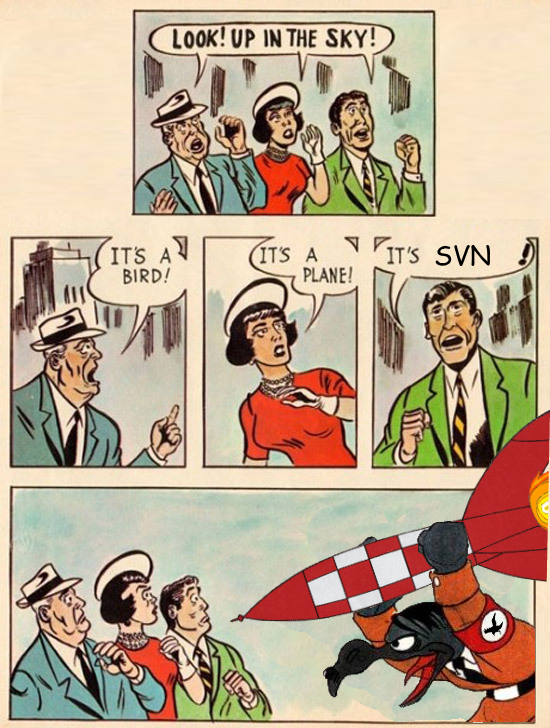 LOOK! UP IN THE SKY!
IT'S A
BIRD!
IT'S A
PLANE!
IT'S SVN !